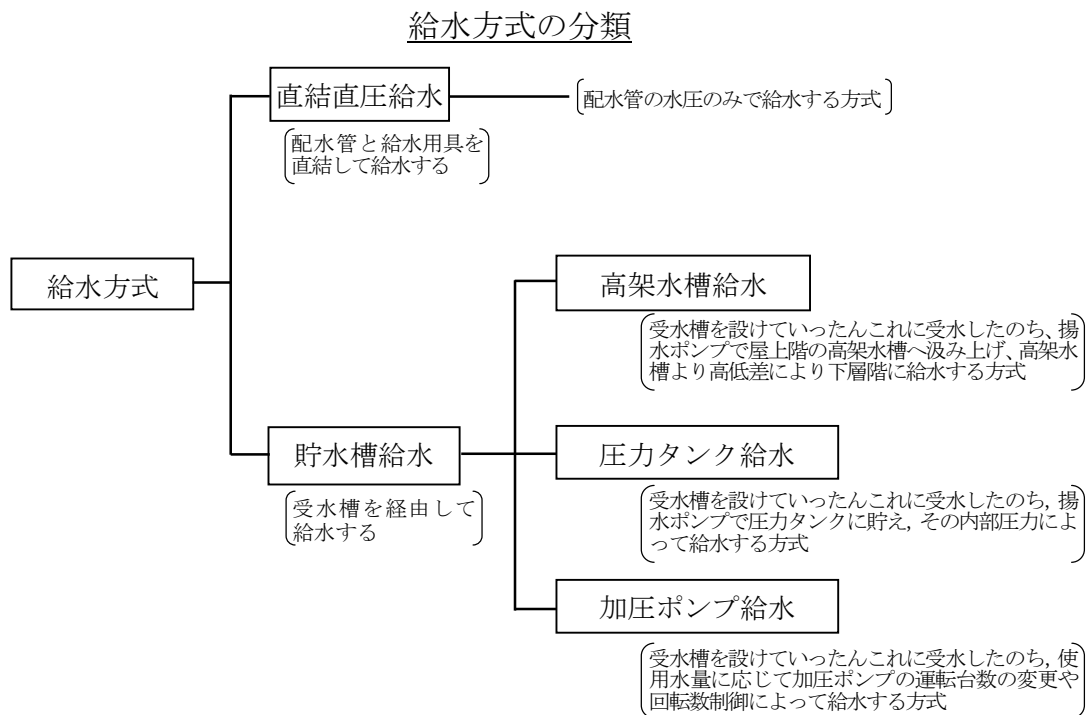 給水方式の分類
直結直圧給水
配水管の水圧のみで給水する方式
配水管と給水用具を
直結して給水する
給水方式
高架水槽給水
受水槽を設けていったんこれに受水したのち、揚
水ポンプで屋上階の高架水槽へ汲み上げ、高架水
槽より高低差により下層階に給水する方式
貯水槽給水
受水槽を経由して
給水する
圧力タンク給水
受水槽を設けていったんこれに受水したのち,揚
水ポンプで圧力タンクに貯え,その内部圧力によ
って給水する方式
加圧ポンプ給水
受水槽を設けていったんこれに受水したのち,使
用水量に応じて加圧ポンプの運転台数の変更や
回転数制御によって給水する方式